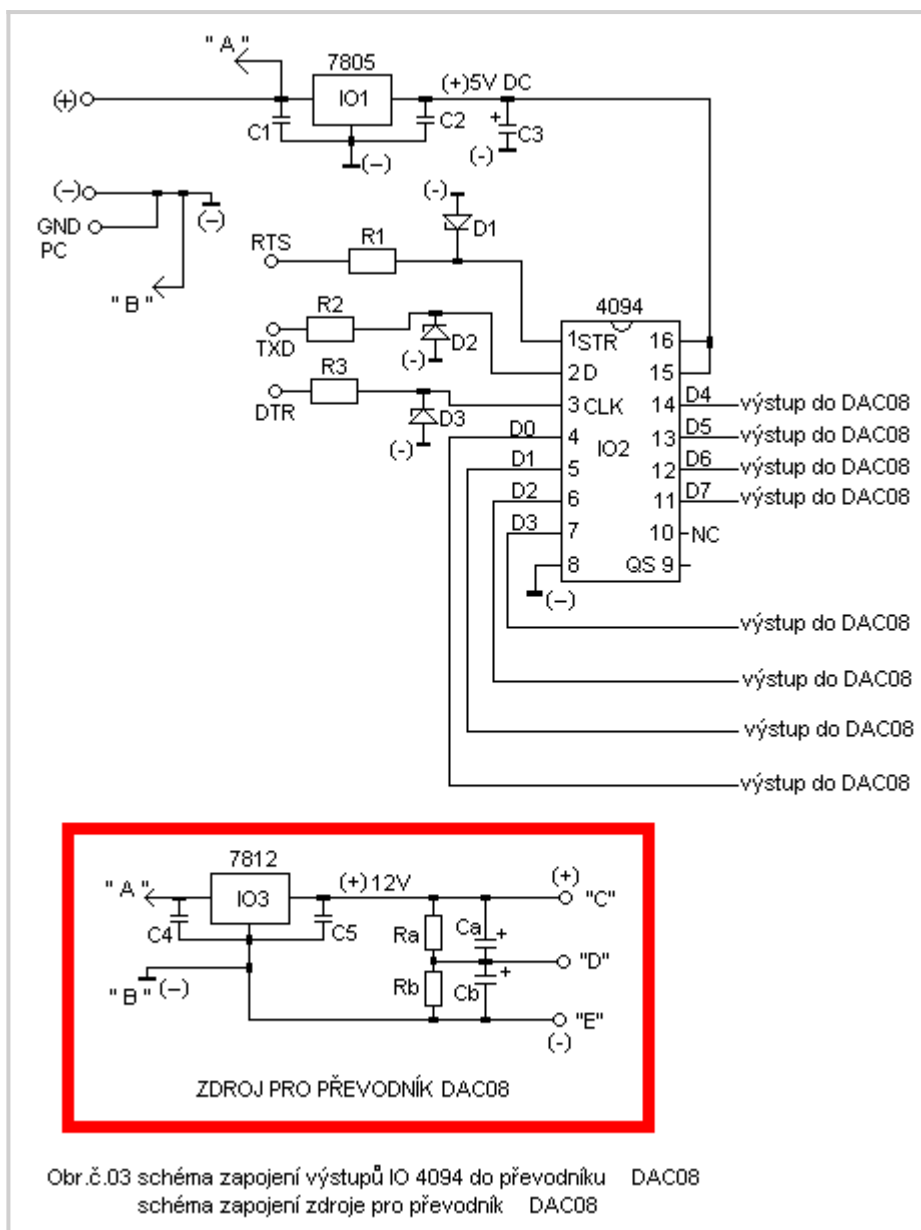 "A"
7805
(+)
IO1
(+)5V DC
C1
C2
+
C3
(-)
(–)
(–)
GND
PC
(–)
"B"
(-)
D1
RTS
R1
R2
TXD
D2
(-)
R3
DTR
D3
(-)
4094
1 STR 16
2 D 15
3 CLK 14 D4 výstup do DAC08
D0 4 13 D5 výstup do DAC08
IO2
D1 5 12 D6 výstup do DAC08
D2 6 11 D7 výstup do DAC08
D3 7 10 NC
8 QS 9
(–)
výstup do DAC08
výstup do DAC08
výstup do DAC08
výstup do DAC08
7812
"A"
IO3
(+)12V
(+)
"C"
C4
C5
Ra
Ca
+
"D"
"B" (–)
Rb
Cb
+
"E"
(-)
ZDROJ PRO PŘEVODNÍK DAC08
Obr.č.03 schéma zapojení výstupů IO 4094 do převodníku DAC08
schéma zapojení zdroje pro převodník DAC08